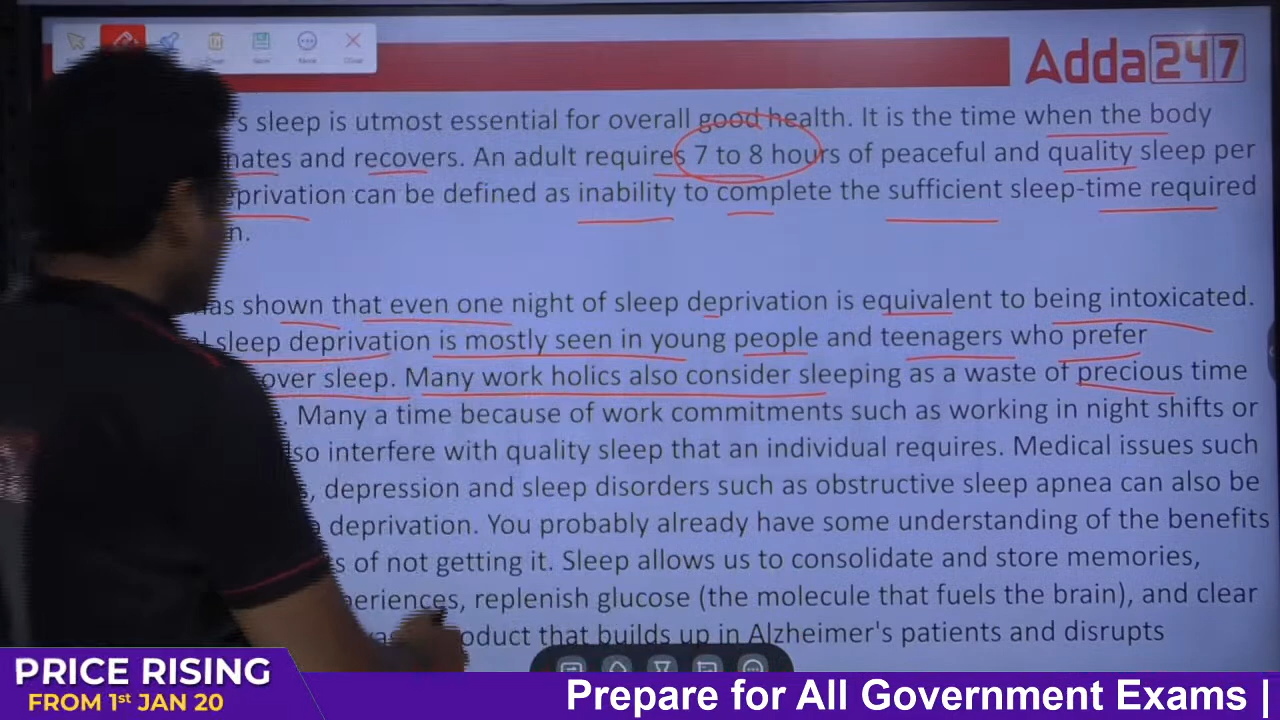 Adda 247
's sleep is utmost essential for overall good health. It is the time when the body
nates and recovers. An adult requires 7 to 8 hours of peaceful and quality sleep per
eprivation can be defined as inability to complete the sufficient sleep-time required
n.
as shown that even one night of sleep deprivation is equivalent to being intoxicated.
sleep deprivation is mostly seen in young people and teenagers who prefer
over sleep. Many work holics also consider sleeping as a waste of precious time
. Many a time because of work commitments such as working in night shifts or
so interfere with quality sleep that an individual requires. Medical issues such
, depression and sleep disorders such as obstructive sleep apnea can also be
deprivation. You probably already have some understanding of the benefits
s of not getting it. Sleep allows us to consolidate and store memories,
periences, replenish glucose (the molecule that fuels the brain), and clear
oduct that builds up in Alzheimer's patients and disrupts
PRICE RISING
FROM 1st JAN 20
Prepare for All Government Exams |